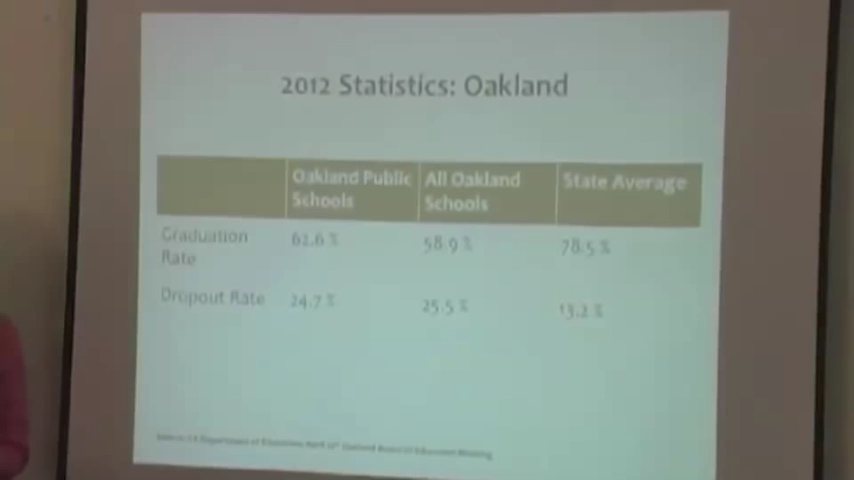 2012 Statistics: Oakland
Oakland Public Schools All Oakland Schools State Average
Graduation Rate 62.6 % 58.9 % 78.5 %
Dropout Rate 24.7 % 25.5 % 13.2 %